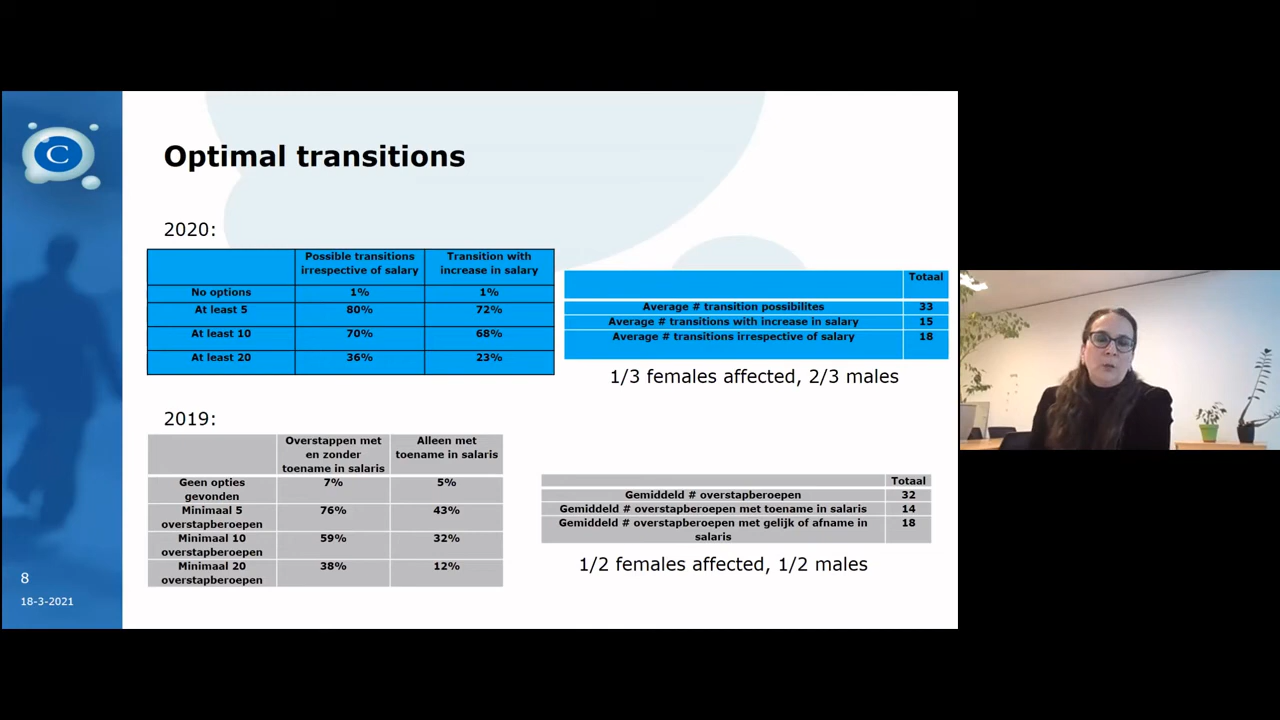 C
Optimal transitions
2020:
Possible transitions
irrespective of salary
Transition with
increase in salary
No options 1% 1%
At least 5 80% 72%
At least 10 70% 68%
At least 20 36% 23%
Totaal
Average # transition possibilites 33
Average # transitions with increase in salary 15
Average # transitions irrespective of salary 18
1/3 females affected, 2/3 males
2019:
Overstappen met
en zonder
toename in salaris
Alleen met
toename in salaris
Geen opties
gevonden
7% 5%
Minimaal 5
overstapberoepen
76% 43%
Minimaal 10
overstapberoepen
59% 32%
Minimaal 20
overstapberoepen
38% 12%
Totaal
Gemiddeld # overstapberoepen 32
Gemiddeld # overstapberoepen met toename in salaris 14
Gemiddeld # overstapberoepen met gelijk of afname in
salaris
18
1/2 females affected, 1/2 males
8
18-3-2021